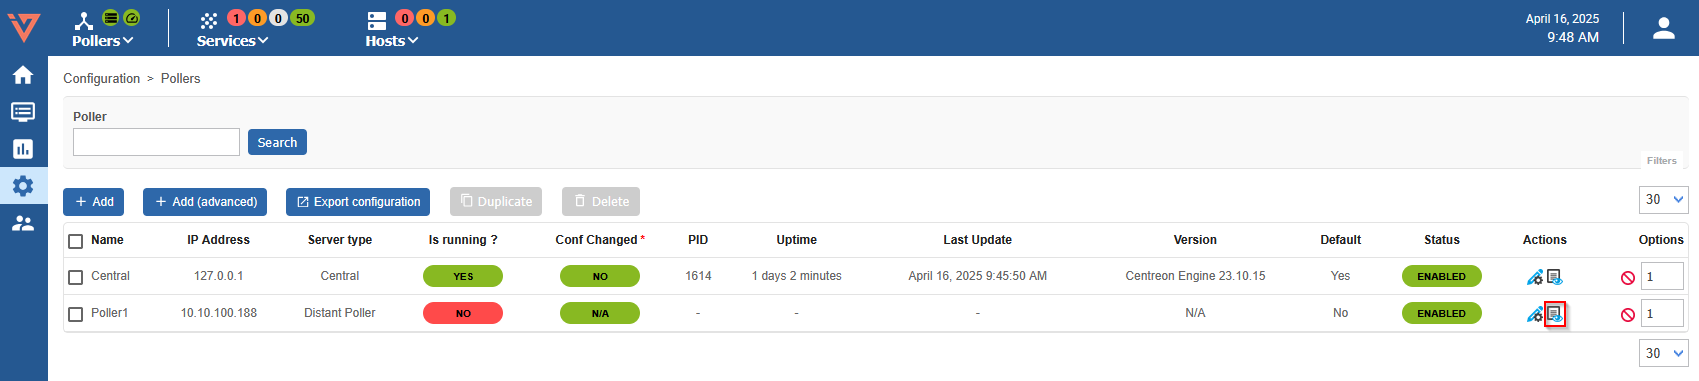 1 0 0 50 0 0 1
Pollers Services Hosts
April 16, 2025
9:48 AM
Configuration > Pollers
Poller
Search
Filters
Add Add (advanced) Export configuration Duplicate Delete 30
Name IP Address Server type Is running ? Conf Changed * PID Uptime Last Update Version Default Status Actions Options
Central 127.0.0.1 Central YES NO 1614 1 days 2 minutes April 16, 2025 9:45:50 AM Centreon Engine 23.10.15 Yes ENABLED 1
Poller1 10.10.100.188 Distant Poller NO N/A - - - N/A No ENABLED 1
30